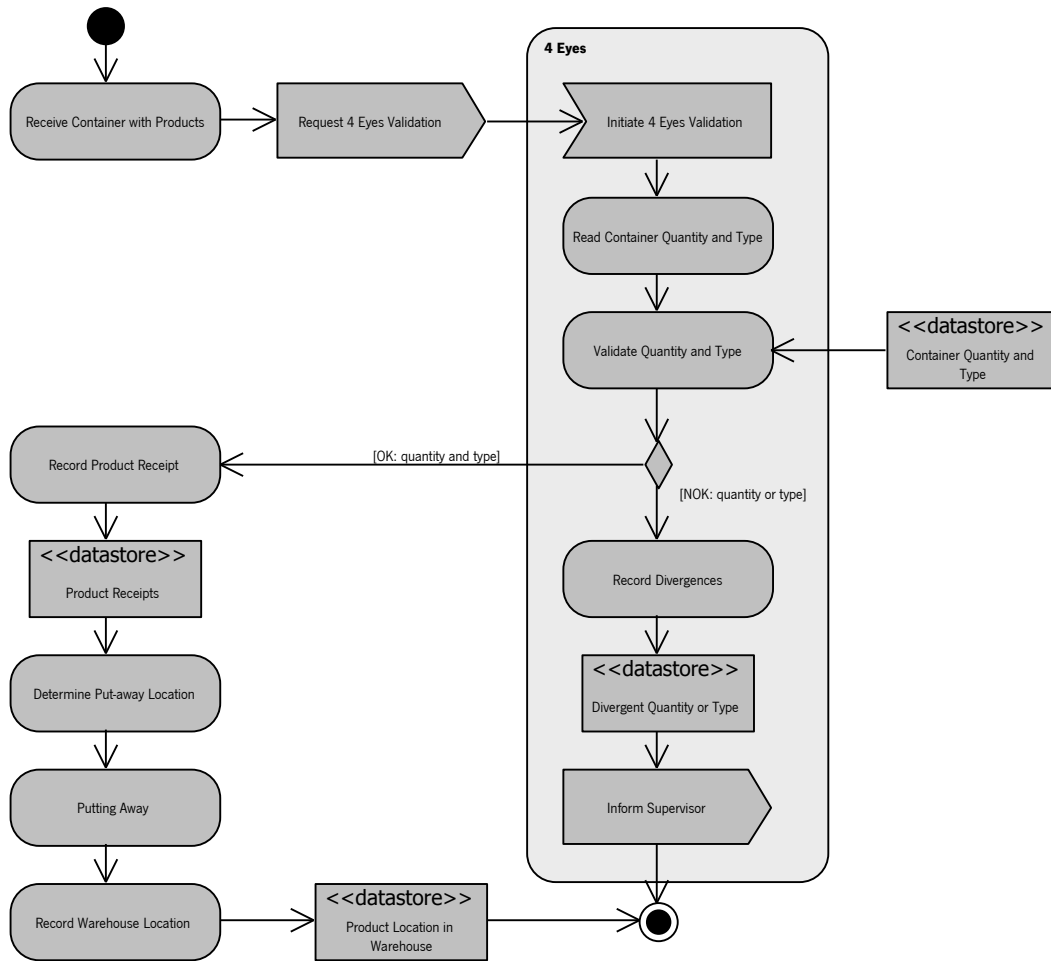 4 Eyes
Receive Container with Products
Request 4 Eyes Validation
Initiate 4 Eyes Validation
Read Container Quantity and Type
Validate Quantity and Type
<<datastore>>
Container Quantity and
Type
[OK: quantity and type]
[NOK: quantity or type]
Record Product Receipt
<<datastore>>
Product Receipts
Record Divergences
<<datastore>>
Divergent Quantity or Type
Determine Put-away Location
Putting Away
Inform Supervisor
Record Warehouse Location
<<datastore>>
Product Location in
Warehouse